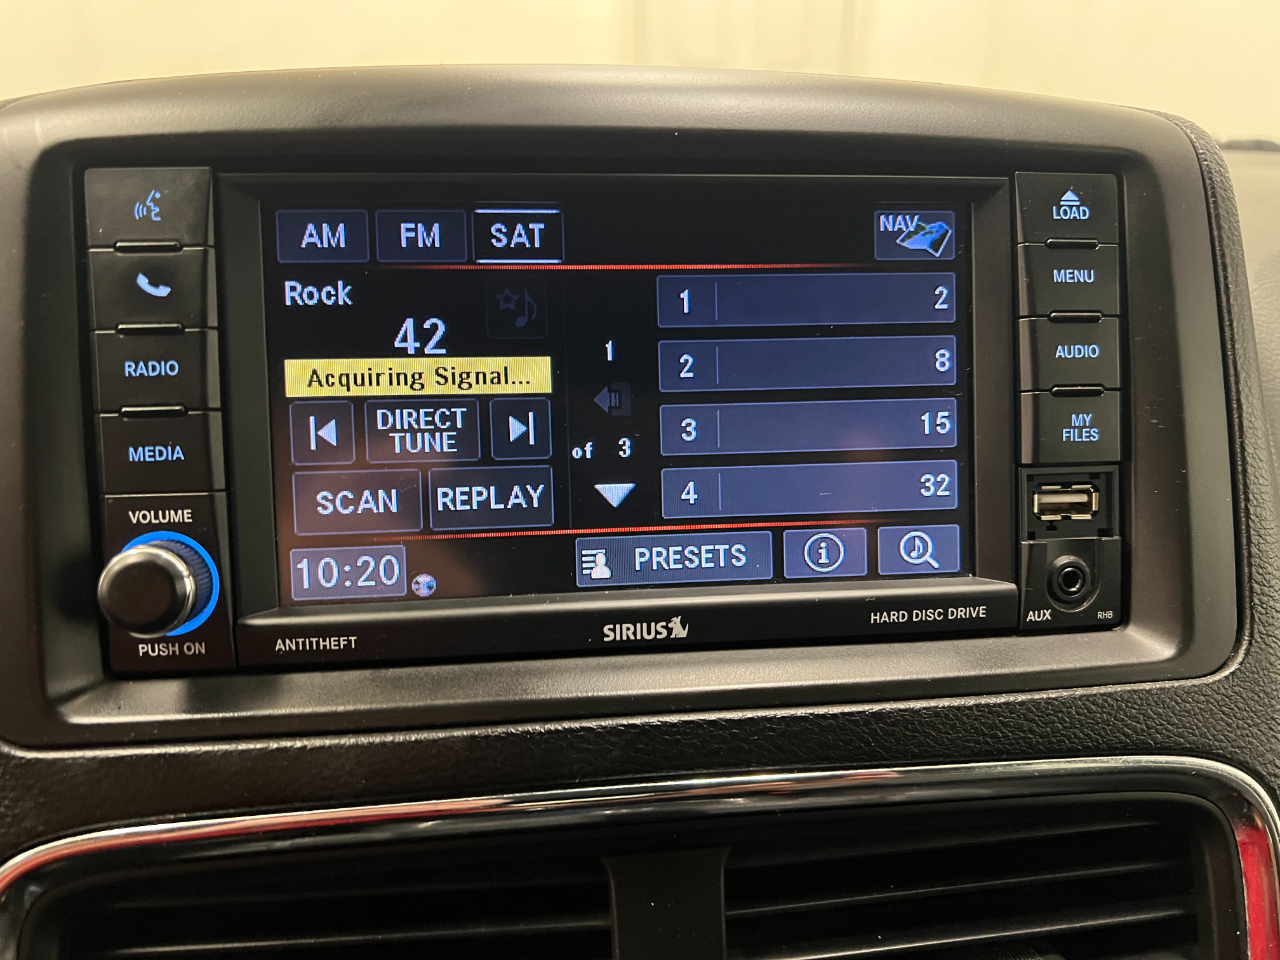 AM
FM
SAT
NAV
Rock
42
Acquiring Signal...
DIRECT
TUNE
SCAN
REPLAY
1
of 3
1 2
2 8
3 15
4 32
10:20
PRESETS
i
RADIO
MEDIA
VOLUME
PUSH ON
LOAD
MENU
AUDIO
MY
FILES
AUX
RHB
ANTITHEFT
SIRIUS
HARD DISC DRIVE